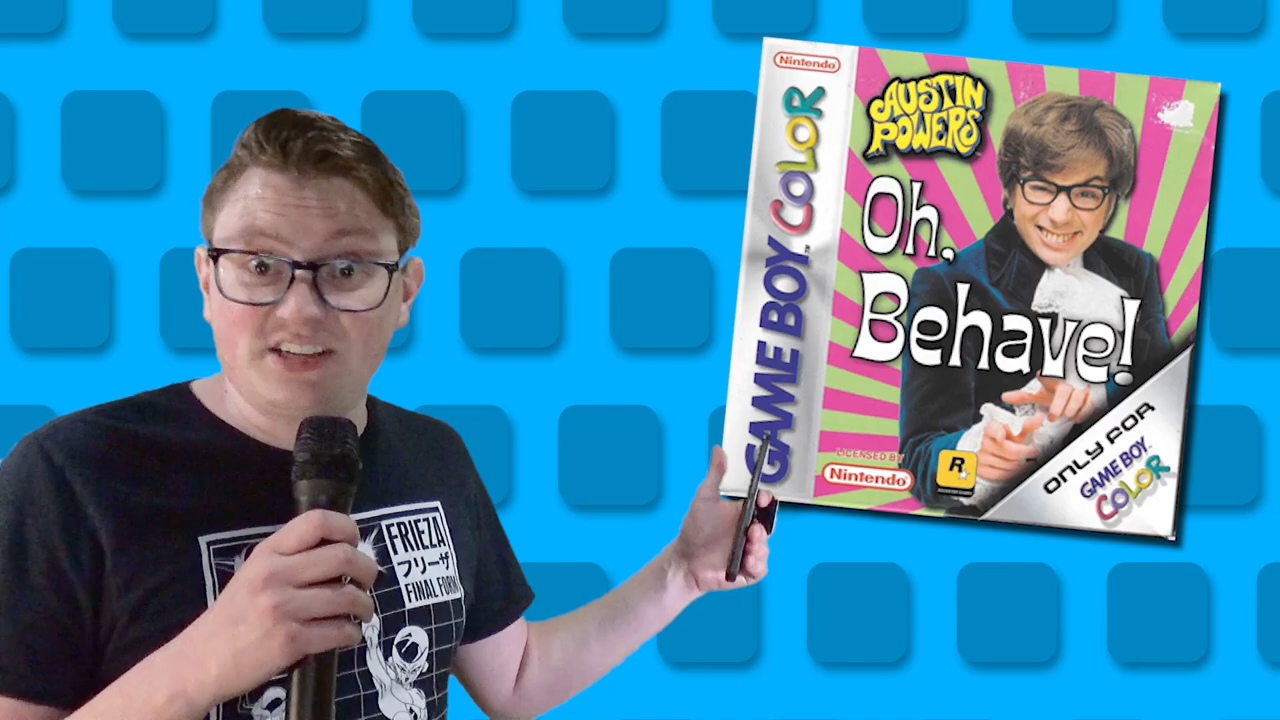 FRIEZA
フリーザ
FINAL FORM
Nintendo
GAME BOY COLOR
AUSTIN
POWERS
Oh,
Behave!
LICENSED BY
Nintendo
R
ONLY FOR
GAME BOY
COLOR